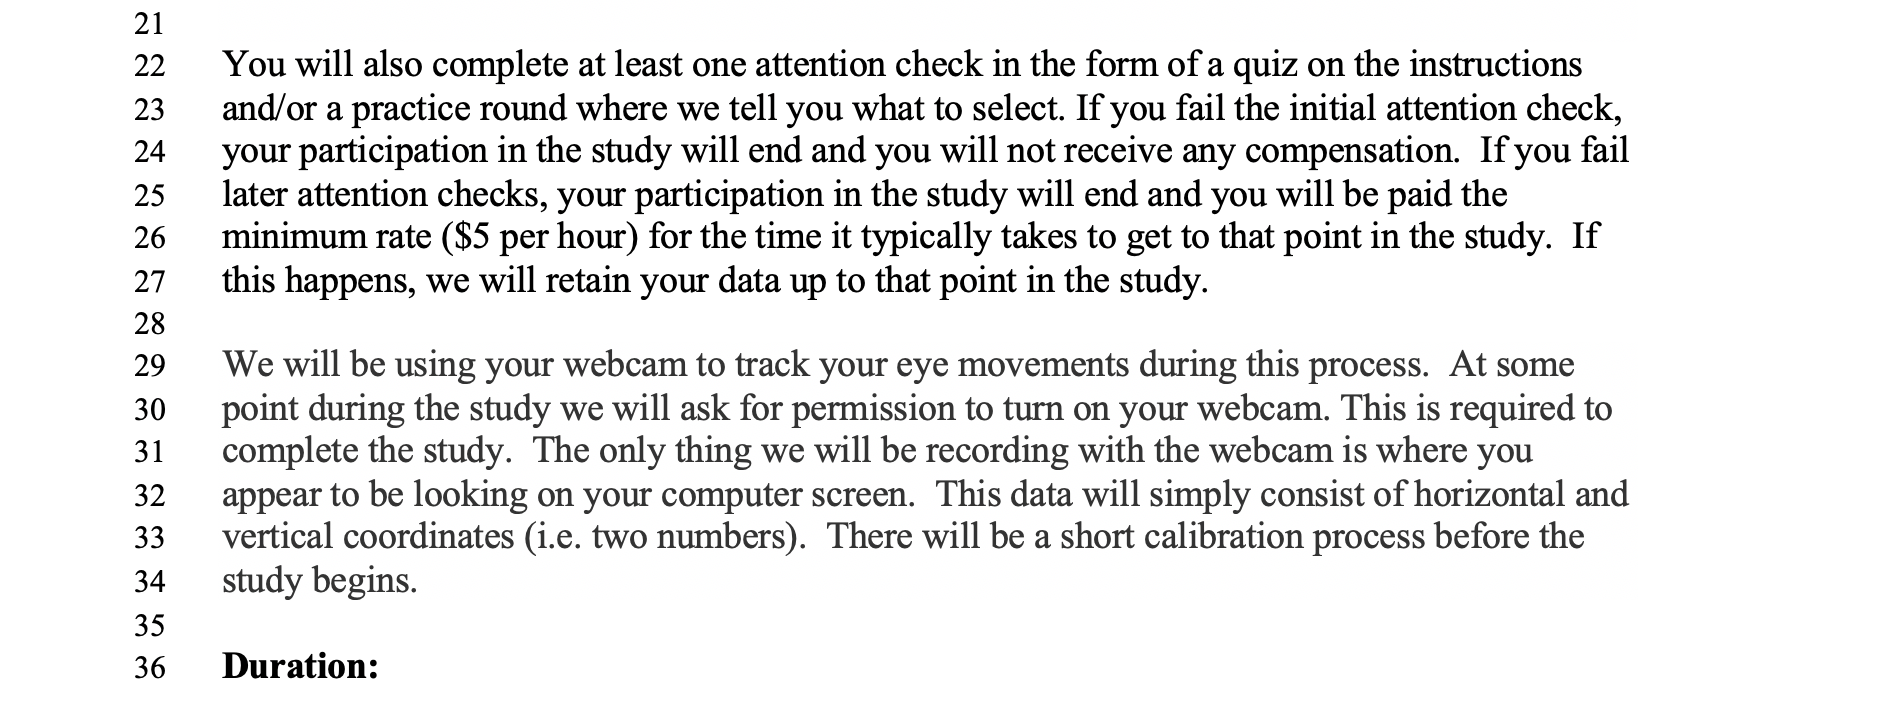 21
22 You will also complete at least one attention check in the form of a quiz on the instructions
23 and/or a practice round where we tell you what to select. If you fail the initial attention check,
24 your participation in the study will end and you will not receive any compensation.  If you fail
25 later attention checks, your participation in the study will end and you will be paid the
26 minimum rate ($5 per hour) for the time it typically takes to get to that point in the study.  If
27 this happens, we will retain your data up to that point in the study.
28
29 We will be using your webcam to track your eye movements during this process.  At some
30 point during the study we will ask for permission to turn on your webcam. This is required to
31 complete the study.  The only thing we will be recording with the webcam is where you
32 appear to be looking on your computer screen.  This data will simply consist of horizontal and
33 vertical coordinates (i.e. two numbers).  There will be a short calibration process before the
34 study begins.
35
36 Duration: